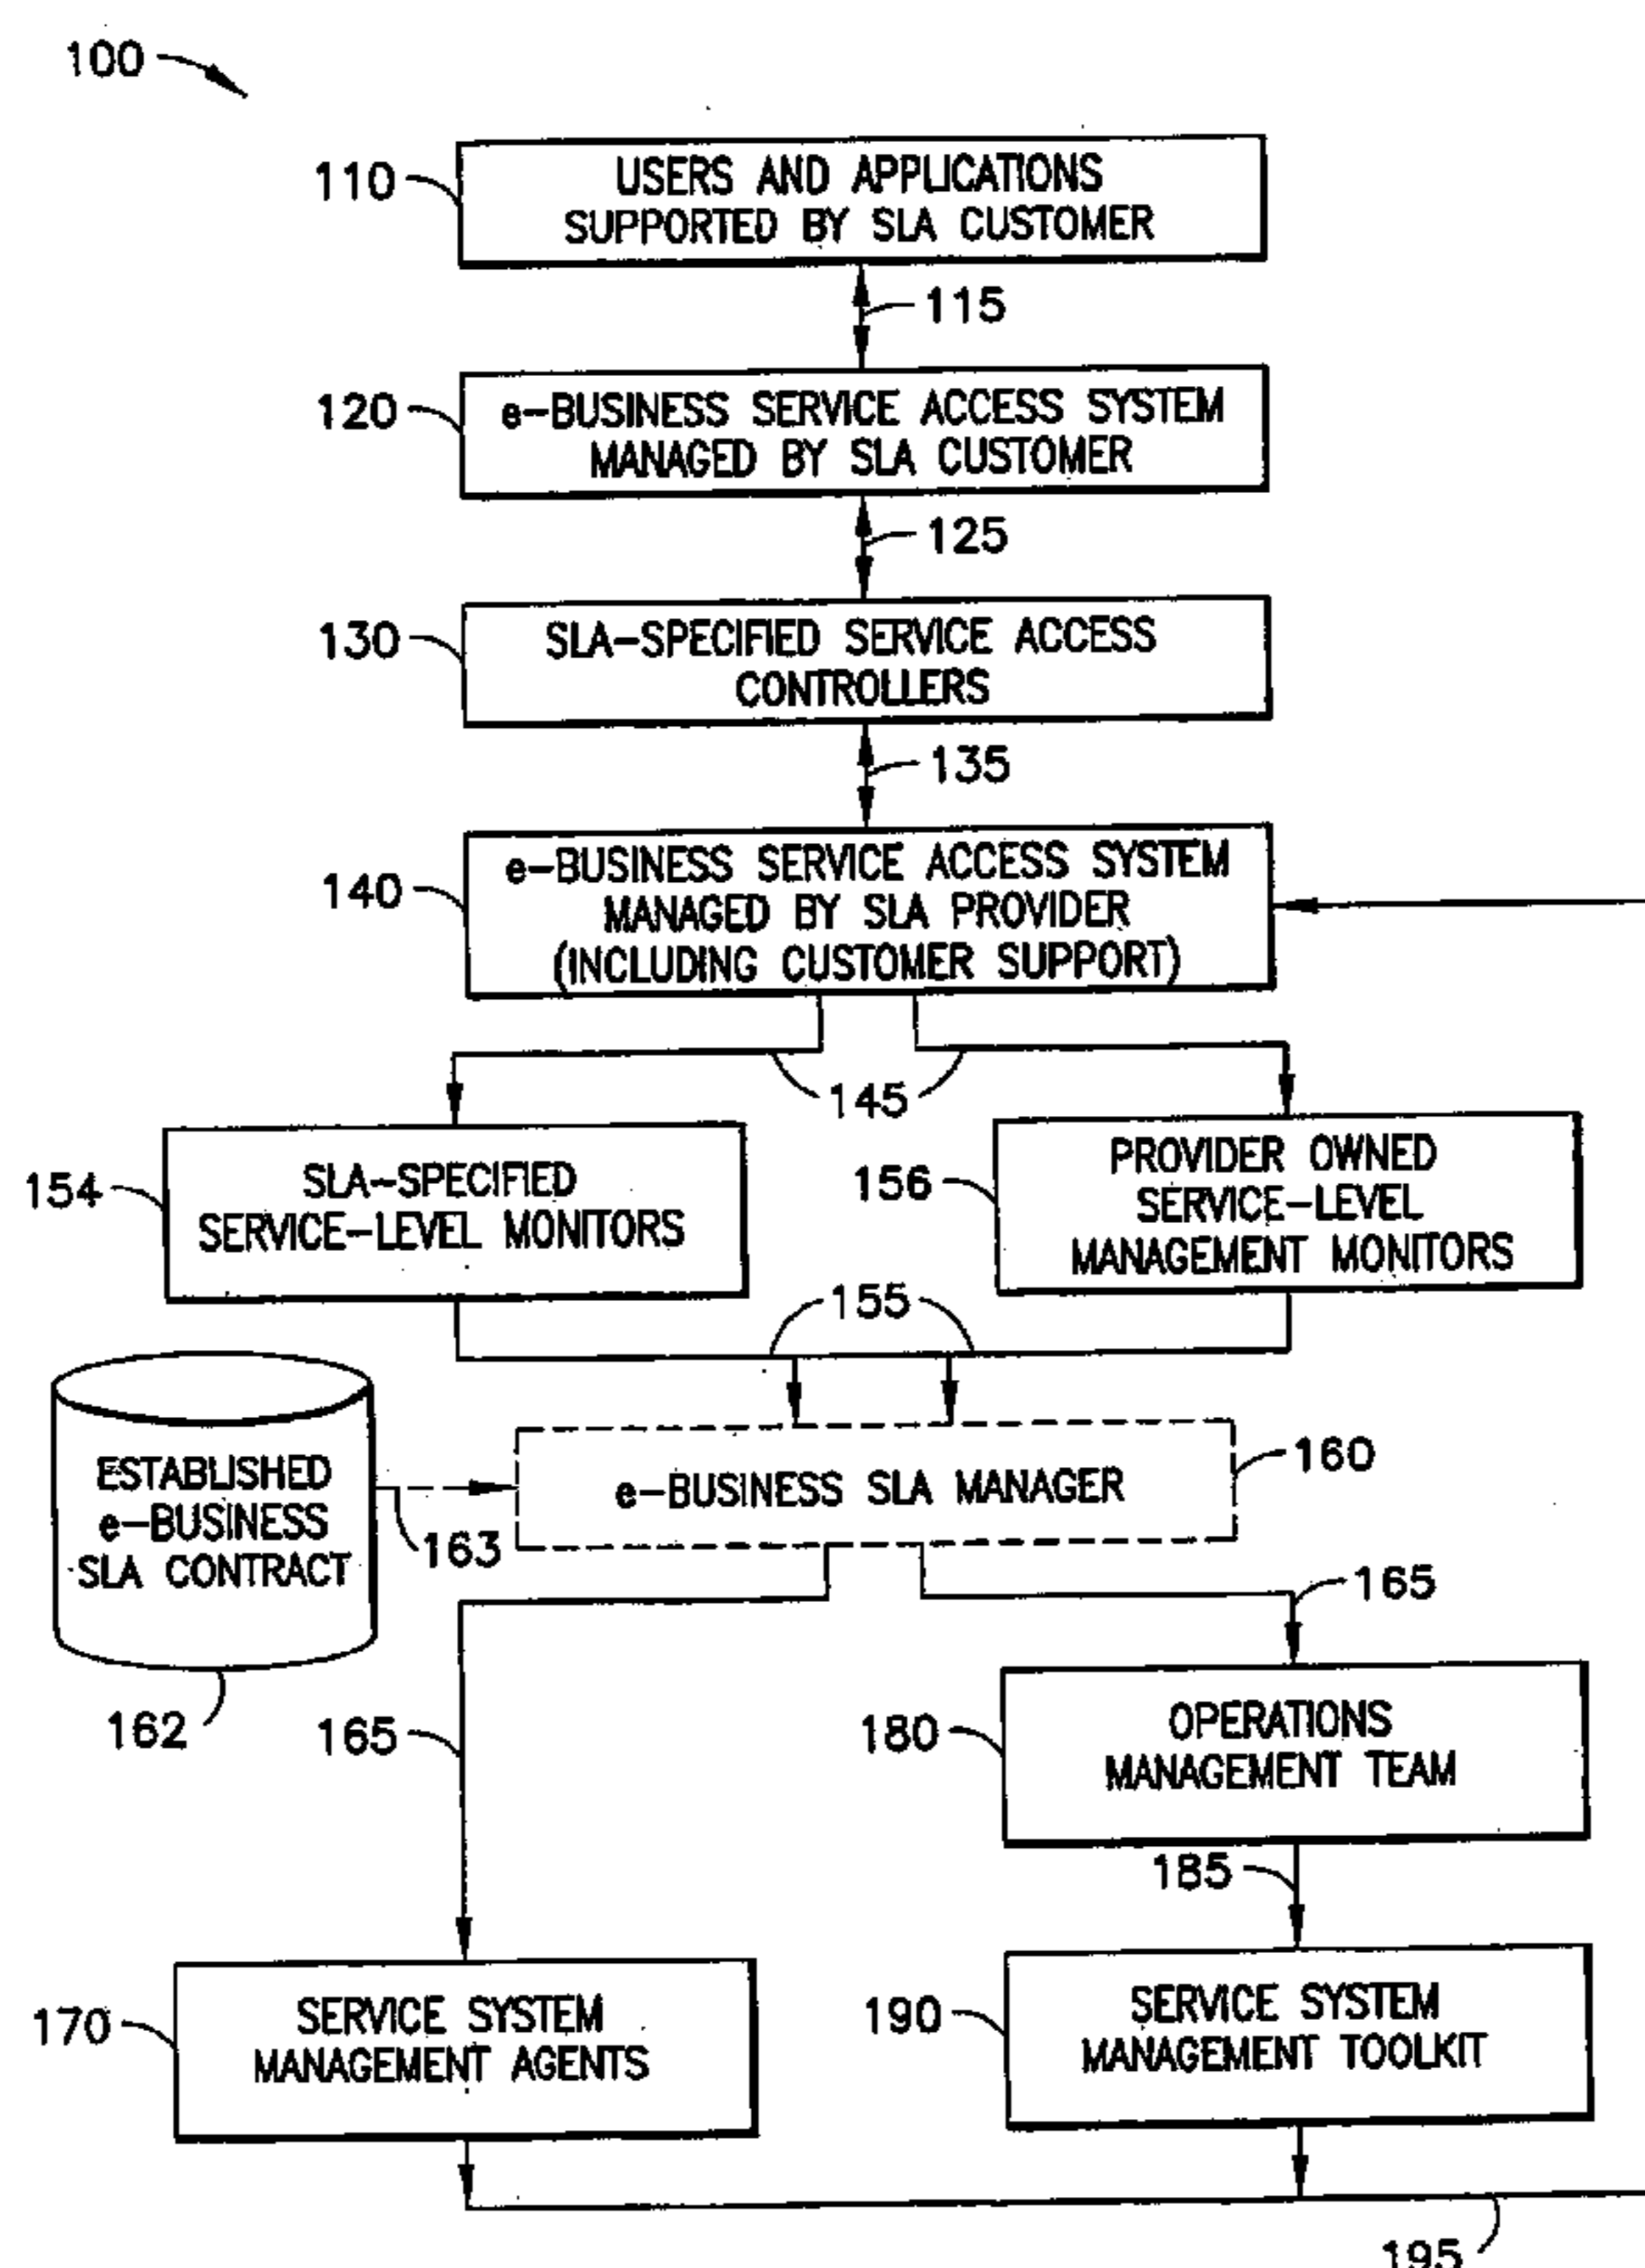 100
110
USERS AND APPLICATIONS
SUPPORTED BY SLA CUSTOMER
115
120
e-BUSINESS SERVICE ACCESS SYSTEM
MANAGED BY SLA CUSTOMER
125
130
SLA-SPECIFIED SERVICE ACCESS
CONTROLLERS
135
140
e-BUSINESS SERVICE ACCESS SYSTEM
MANAGED BY SLA PROVIDER
(INCLUDING CUSTOMER SUPPORT)
145
154
SLA-SPECIFIED
SERVICE-LEVEL MONITORS
156
PROVIDER OWNED
SERVICE-LEVEL
MANAGEMENT MONITORS
155
ESTABLISHED
e-BUSINESS
SLA CONTRACT
162
163
e-BUSINESS SLA MANAGER
160
165
165
180
OPERATIONS
MANAGEMENT TEAM
185
170
SERVICE SYSTEM
MANAGEMENT AGENTS
190
SERVICE SYSTEM
MANAGEMENT TOOLKIT
195